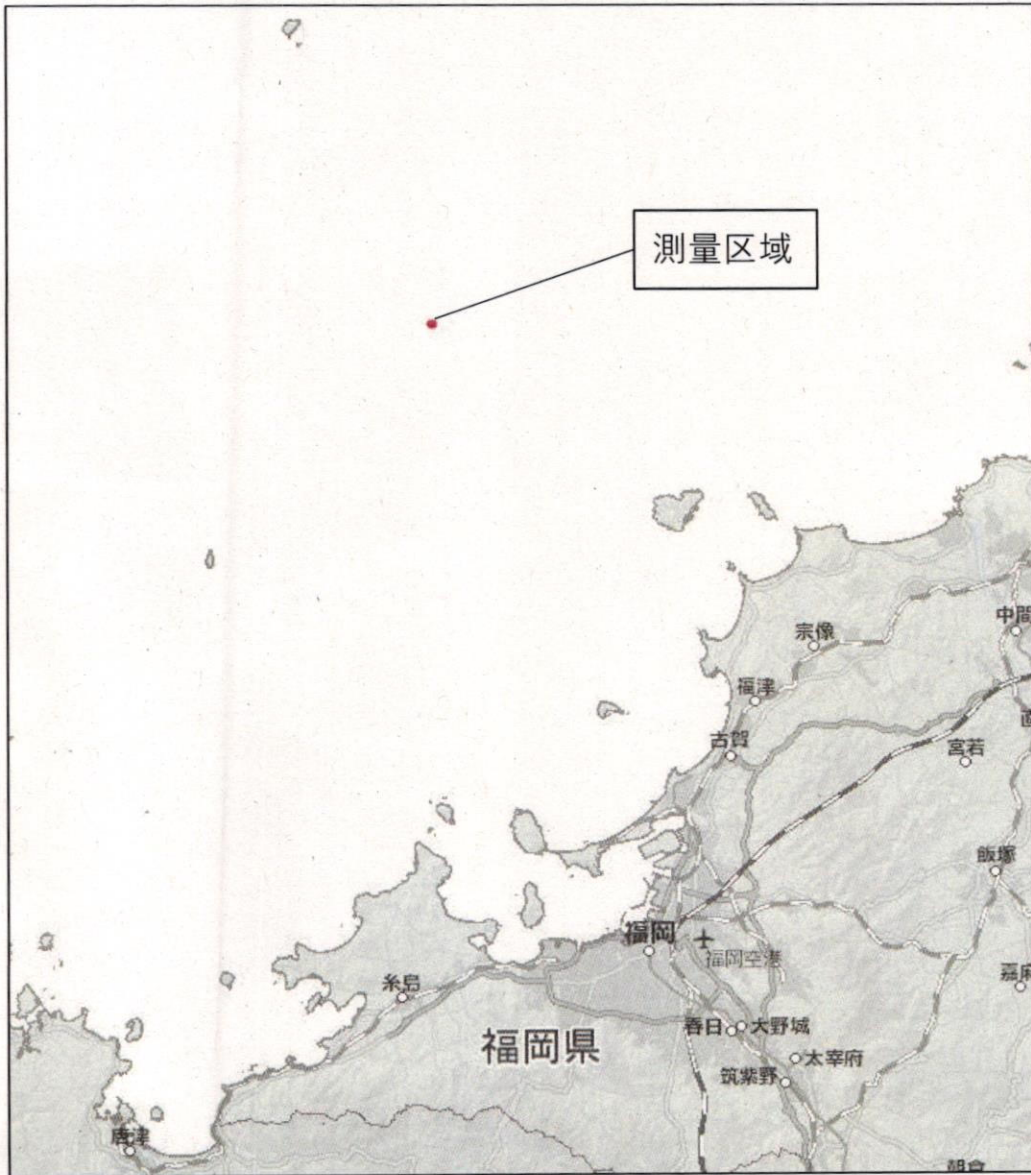 測量区域
宗像
中間
福津
古賀
宮若
飯塚
福岡
福岡空港
糸島
春日
大野城
福岡県
太宰府
筑紫野
唐津